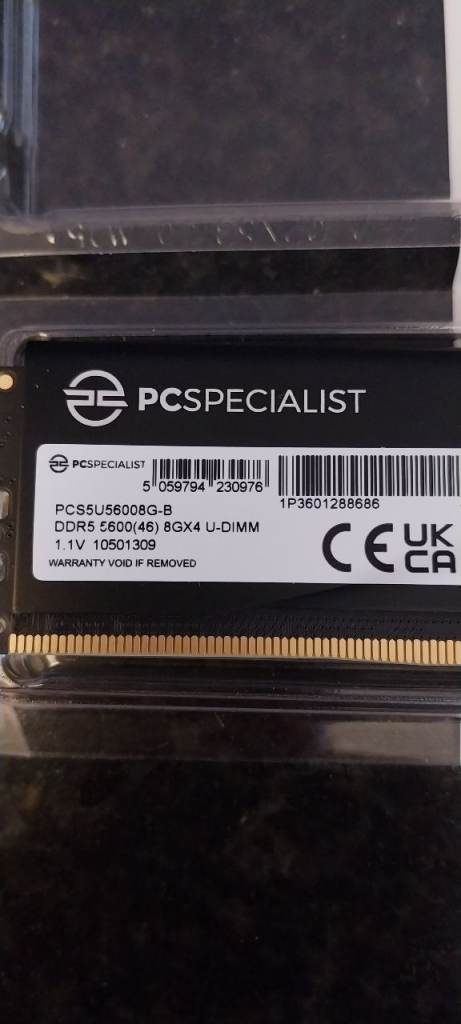 PCSPECIALIST
PCSPECIALIST
5 059794 230976
1P3601288686
PCS5U56008G-B
DDR5 5600(46) 8GX4 U-DIMM
1.1V 10501309
WARRANTY VOID IF REMOVED
CE
UK
CA